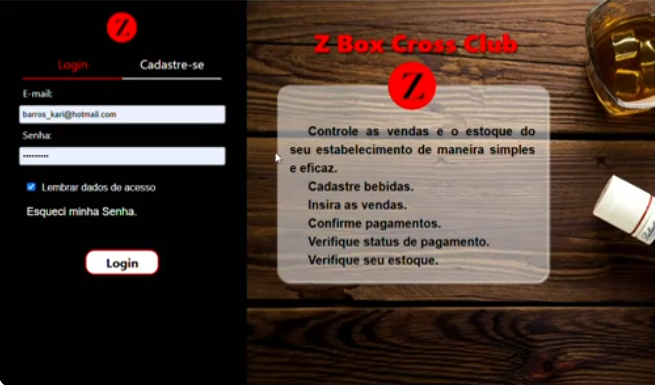 Z
Login Cadastre-se
E-mail:
barros_kari@hotmail.com
Senha:
•••••••••
Lembrar dados de acesso
Esqueci minha Senha.
Login
Z Box Cross Club
Z
Controle as vendas e o estoque do
seu estabelecimento de maneira simples
e eficaz.
Cadastre bebidas.
Insira as vendas.
Confirme pagamentos.
Verifique status de pagamento.
Verifique seu estoque.